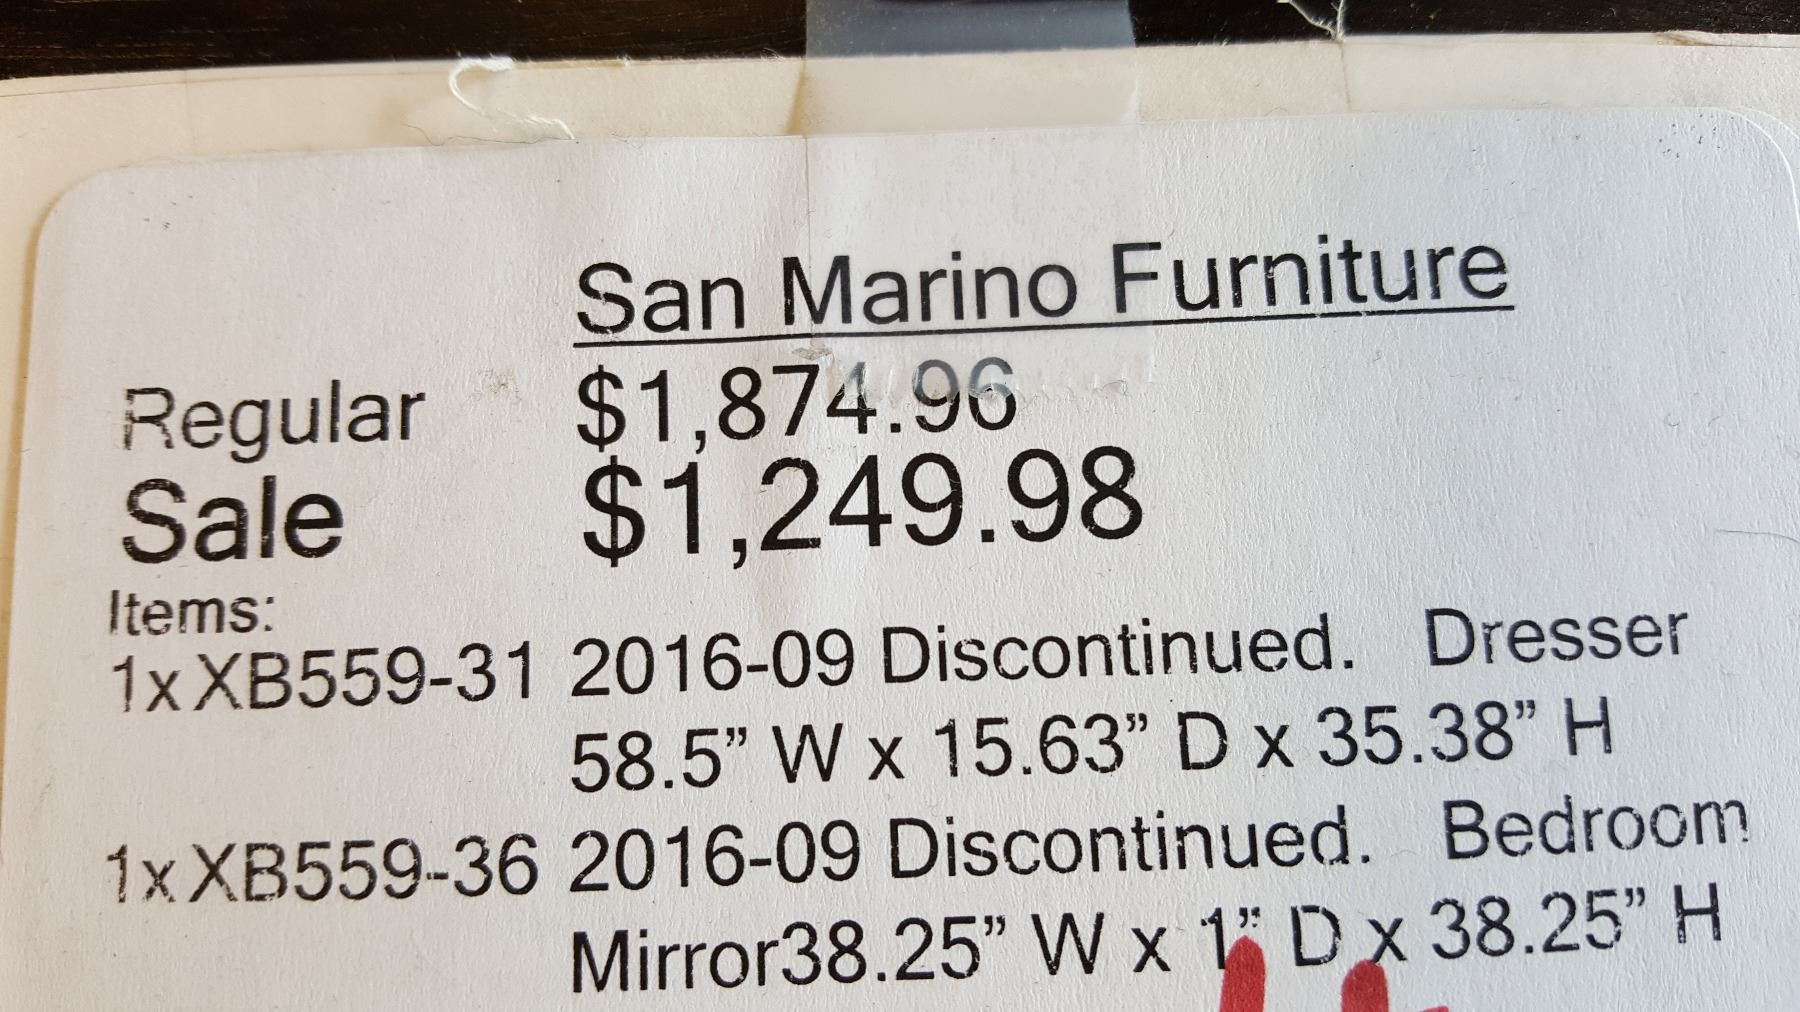 San Marino Furniture
Regular $1,874.96
Sale $1,249.98
Items:
1x XB559-31 2016-09 Discontinued. Dresser
58.5” W x 15.63” D x 35.38” H
1x XB559-36 2016-09 Discontinued. Bedroom
Mirror38.25” W x 1” D x 38.25” H